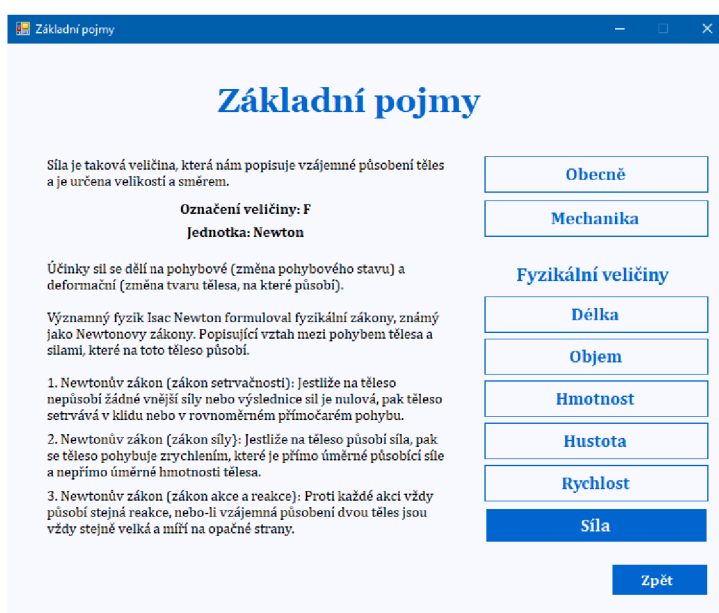 Základní pojmy
Základní pojmy
Síla je taková veličina, která nám popisuje vzájemné působení těles
a je určena velikostí a směrem.
Označení veličiny: F
Jednotka: Newton
Účinky sil se dělí na pohybové (změna pohybového stavu) a
deformační (změna tvaru tělesa, na které působí).
Významný fyzik Isac Newton formuloval fyzikální zákony, známý
jako Newtonovy zákony. Popisující vztah mezi pohybem tělesa a
silami, které na toto těleso působí.
1. Newtonův zákon (zákon setrvačnosti): Jestliže na těleso
nepůsobí žádné vnější síly nebo výslednice sil je nulová, pak těleso
setrvává v klidu nebo v rovnoměrném přímočarém pohybu.
2. Newtonův zákon (zákon síly}: Jestliže na těleso působí síla, pak
se těleso pohybuje zrychlením, které je přímo úměrné působící síle
a nepřímo úměrné hmotnosti tělesa.
3. Newtonův zákon (zákon akce a reakce}: Proti každé akci vždy
působí stejná reakce, nebo-li vzájemná působení dvou těles jsou
vždy stejně velká a míří na opačné strany.
Obecně
Mechanika
Fyzikální veličiny
Délka
Objem
Hmotnost
Hustota
Rychlost
Síla
Zpět